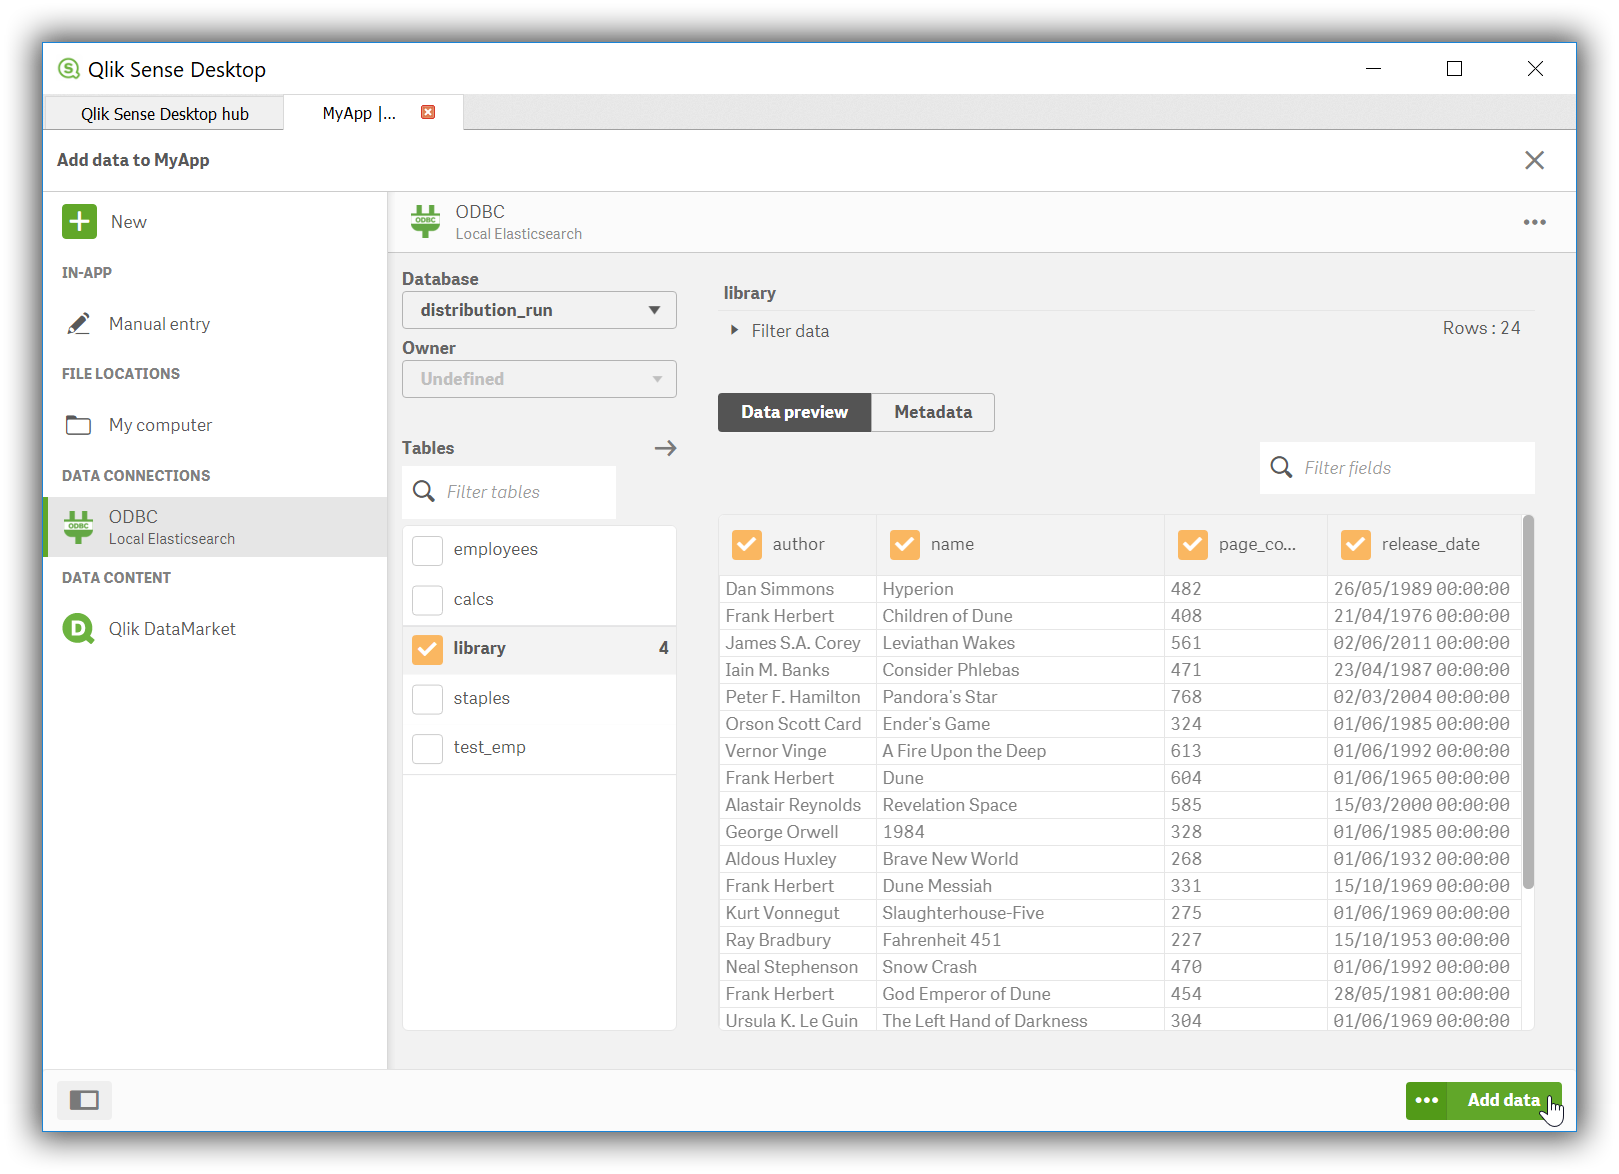 Qlik Sense Desktop
Qlik Sense Desktop hub
MyApp |...
Add data to MyApp
New
IN-APP
Manual entry
FILE LOCATIONS
My computer
DATA CONNECTIONS
ODBC
Local Elasticsearch
DATA CONTENT
Qlik DataMarket
ODBC
Local Elasticsearch
Database
distribution_run
Owner
Undefined
Tables
Filter tables
employees
calcs
library 4
staples
test_emp
library
Filter data
Rows : 24
Data preview Metadata
Filter fields
author name page_co... release_date
Dan Simmons Hyperion 482 26/05/1989 00:00:00
Frank Herbert Children of Dune 408 21/04/1976 00:00:00
James S.A. Corey Leviathan Wakes 561 02/06/2011 00:00:00
Iain M. Banks Consider Phlebas 471 23/04/1987 00:00:00
Peter F. Hamilton Pandora's Star 768 02/03/2004 00:00:00
Orson Scott Card Ender's Game 324 01/06/1985 00:00:00
Vernor Vinge A Fire Upon the Deep 613 01/06/1992 00:00:00
Frank Herbert Dune 604 01/06/1965 00:00:00
Alastair Reynolds Revelation Space 585 15/03/2000 00:00:00
George Orwell 1984 328 01/06/1985 00:00:00
Aldous Huxley Brave New World 268 01/06/1932 00:00:00
Frank Herbert Dune Messiah 331 15/10/1969 00:00:00
Kurt Vonnegut Slaughterhouse-Five 275 01/06/1969 00:00:00
Ray Bradbury Fahrenheit 451 227 15/10/1953 00:00:00
Neal Stephenson Snow Crash 470 01/06/1992 00:00:00
Frank Herbert God Emperor of Dune 454 28/05/1981 00:00:00
Ursula K. Le Guin The Left Hand of Darkness 304 01/06/1969 00:00:00
Add data